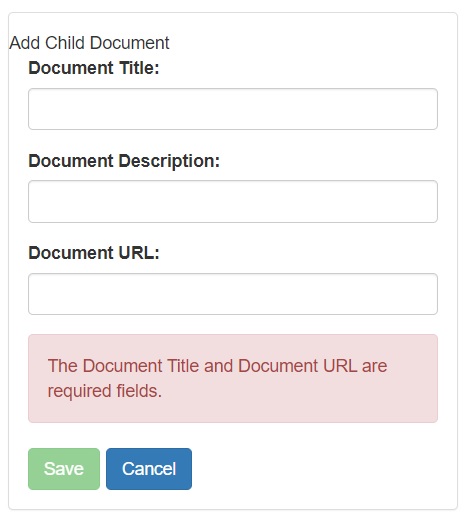 Add Child Document
Document Title:
Document Description:
Document URL:
The Document Title and Document URL are
required fields.
Save Cancel